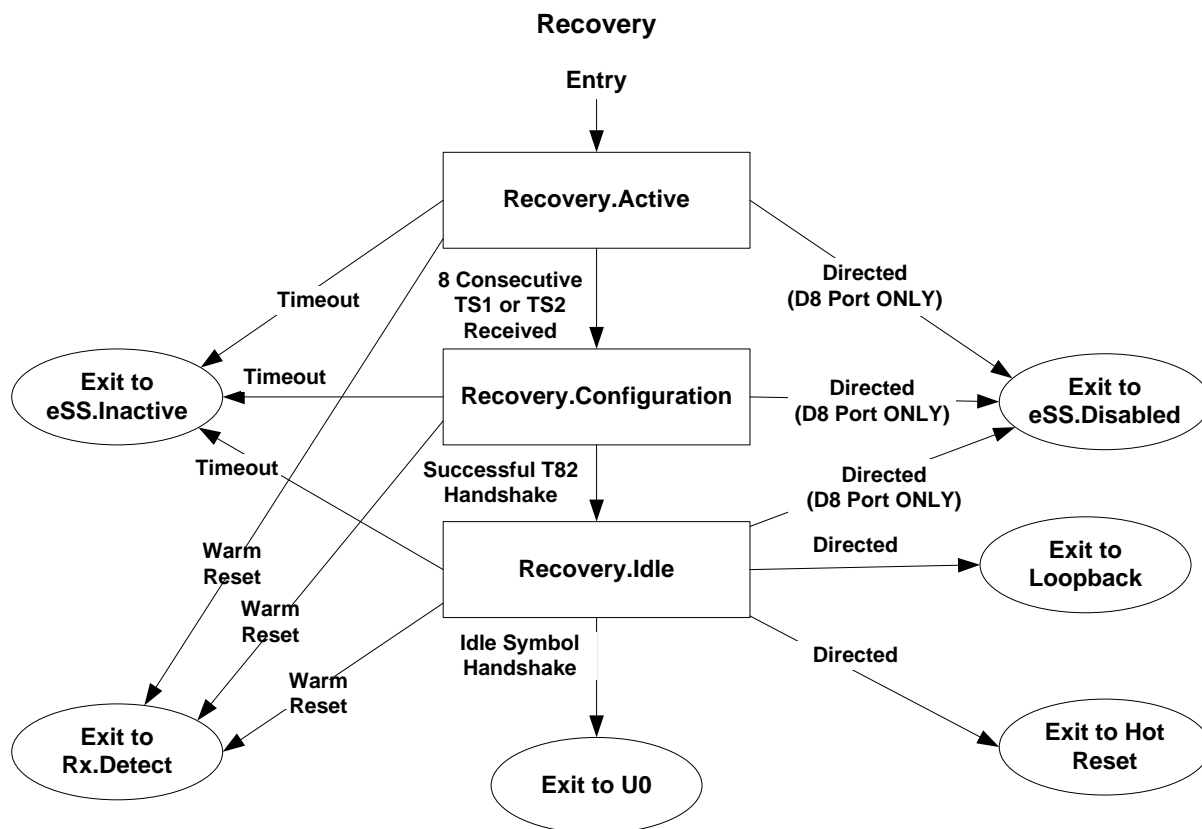 Recovery
Entry
Recovery.Active
8 Consecutive
TS1 or TS2
Received
Directed
(D8 Port ONLY)
Timeout
Exit to
eSS.Inactive
Timeout
Recovery.Configuration
Directed
(D8 Port ONLY)
Exit to
eSS.Disabled
Timeout
Successful T82
Handshake
Directed
(D8 Port ONLY)
Warm
Reset
Recovery.Idle
Directed
Exit to
Loopback
Warm
Reset
Idle Symbol
Handshake
Directed
Warm
Reset
Exit to
Rx.Detect
Exit to U0
Exit to Hot
Reset